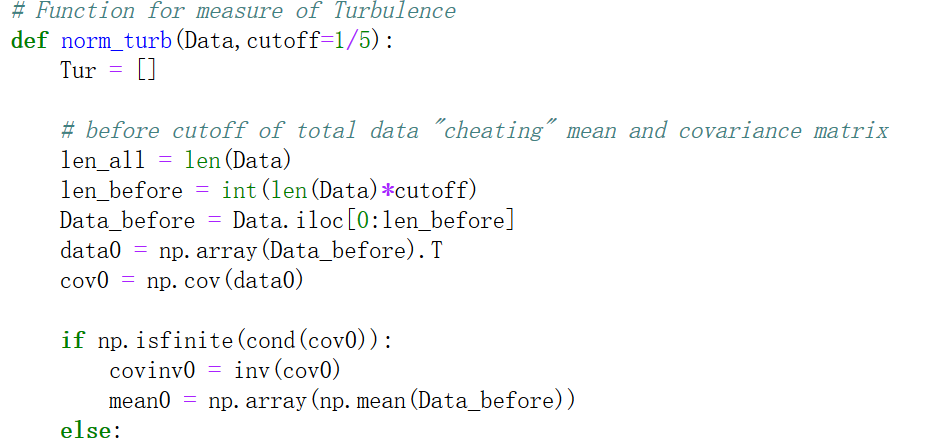 # Function for measure of Turbulence
def norm_turb(Data,cutoff=1/5):
    Tur = []
    # before cutoff of total data "cheating" mean and covariance matrix
    len_all = len(Data)
    len_before = int(len(Data)*cutoff)
    Data_before = Data.iloc[0:len_before]
    data0 = np.array(Data_before).T
    cov0 = np.cov(data0)
    if np.isfinite(cond(cov0)):
        covinv0 = inv(cov0)
        mean0 = np.array(np.mean(Data_before))
    else: